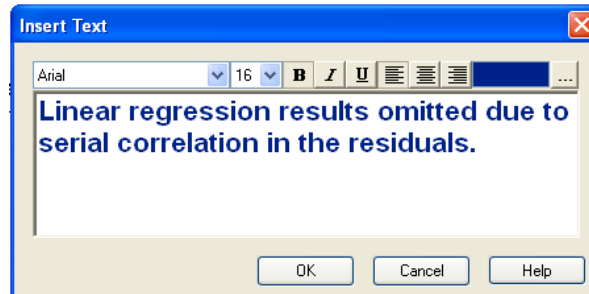 Insert Text
Arial 16 B I U ...
Linear regression results omitted due to
serial correlation in the residuals.
OK Cancel Help